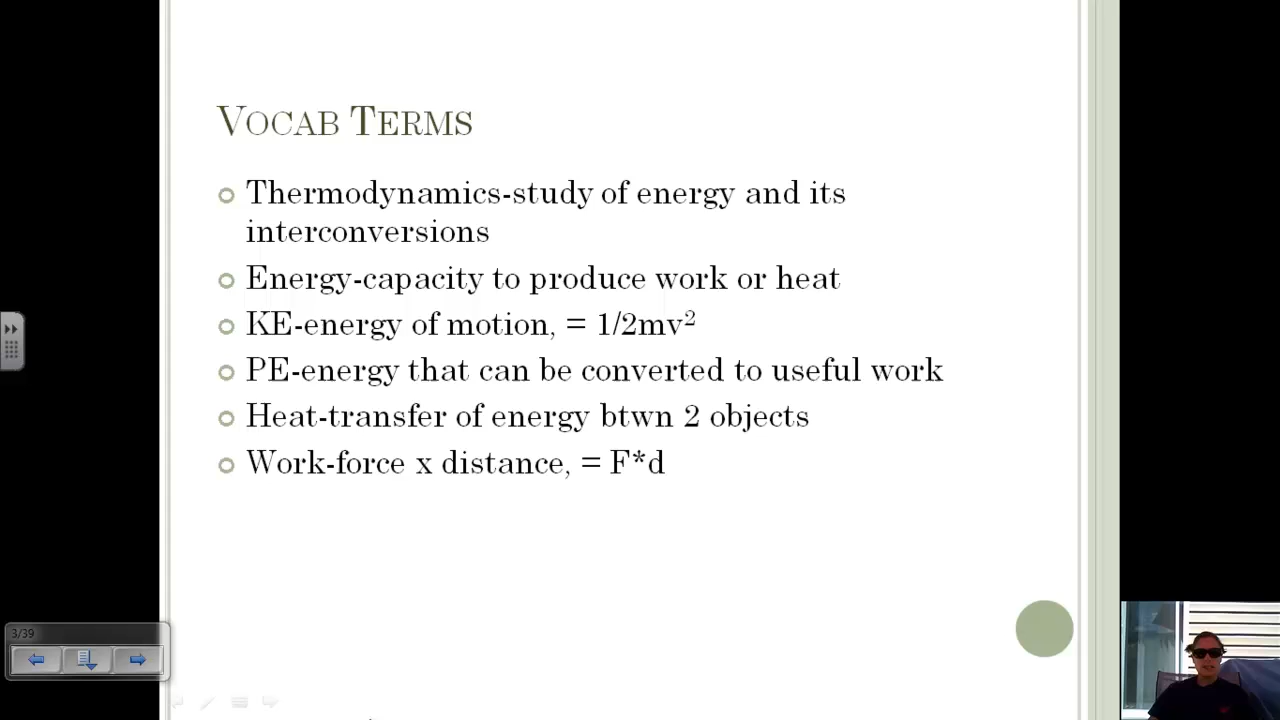 Vocab Terms
Thermodynamics-study of energy and its
interconversions
Energy-capacity to produce work or heat
KE-energy of motion, = 1/2mv²
PE-energy that can be converted to useful work
Heat-transfer of energy btwn 2 objects
Work-force x distance, = F*d
3/39